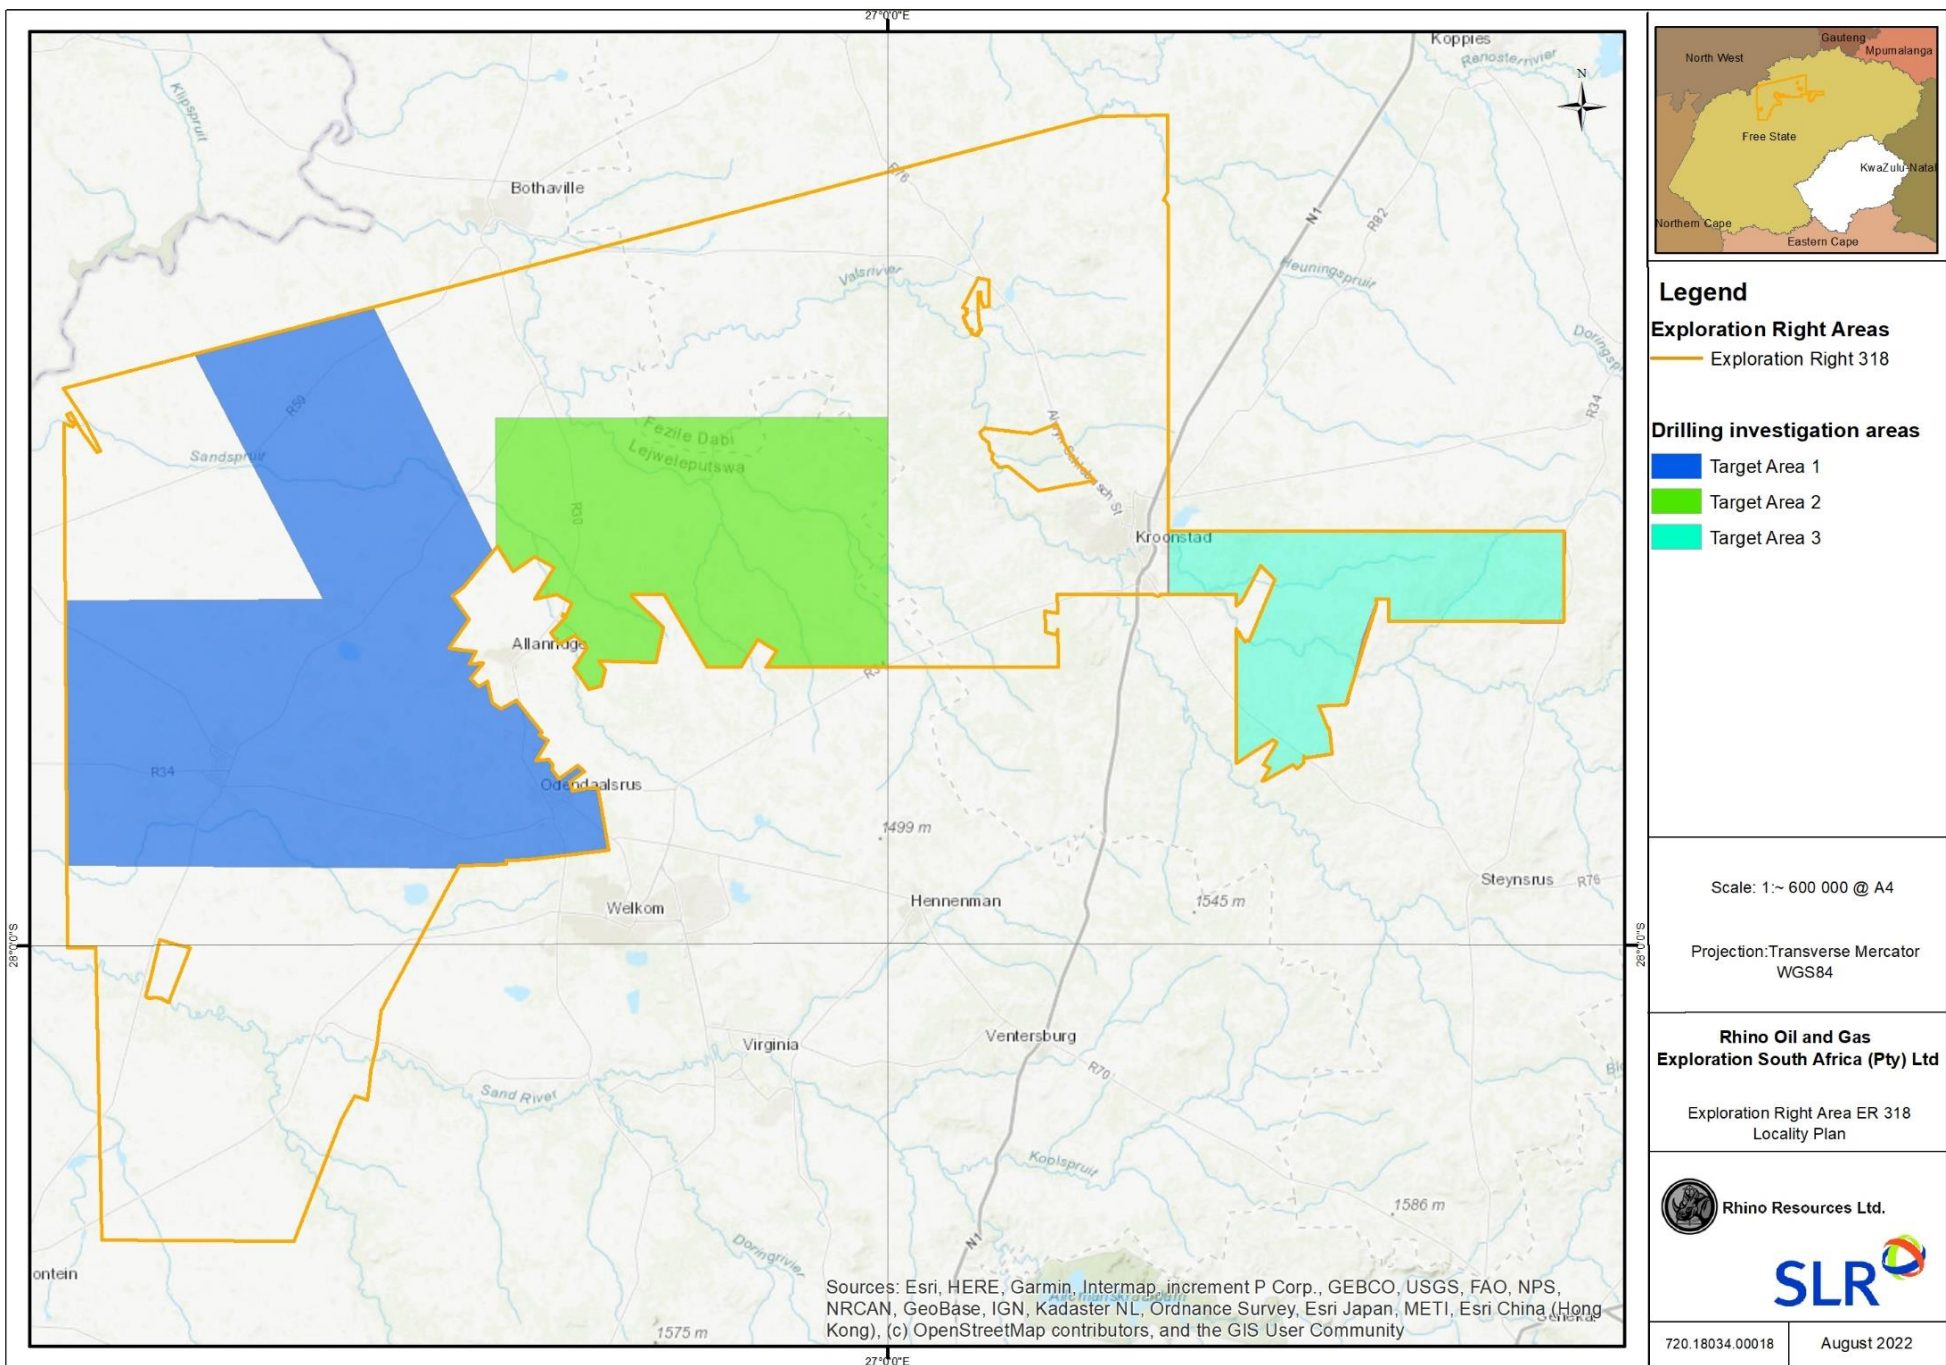 27°0'0"E
Koppies
Renosterrivier
N
Klipspruit
R76
Bothaville
N1
R82
Valsrivier
Heuningspruit
Doringsp
R59
R34
Fezile Dabi
Lejweleputswa
Sandspruit
R30
Kroonstad
Allanridge
R34
Odendaalsrus
1499 m
Steynsrus
R76
Hennenman
1545 m
Welkom
28°0'0"S
28°0'0"S
Ventersburg
Virginia
R70
Sand River
Koolspruit
1586 m
Doringrivier
N1
ontein
Senekal
1575 m
Sources: Esri, HERE, Garmin, Intermap, increment P Corp., GEBCO, USGS, FAO, NPS,
NRCAN, GeoBase, IGN, Kadaster NL, Ordnance Survey, Esri Japan, METI, Esri China (Hong
Kong), (c) OpenStreetMap contributors, and the GIS User Community
27°0'0"E
Gauteng
North West
Mpumalanga
Free State
KwaZulu-Natal
Northern Cape
Eastern Cape
Legend
Exploration Right Areas
Exploration Right 318
Drilling investigation areas
Target Area 1
Target Area 2
Target Area 3
Scale: 1:~ 600 000 @ A4
Projection:Transverse Mercator
WGS84
Rhino Oil and Gas
Exploration South Africa (Pty) Ltd
Exploration Right Area ER 318
Locality Plan
Rhino Resources Ltd.
SLR
720.18034.00018
August 2022